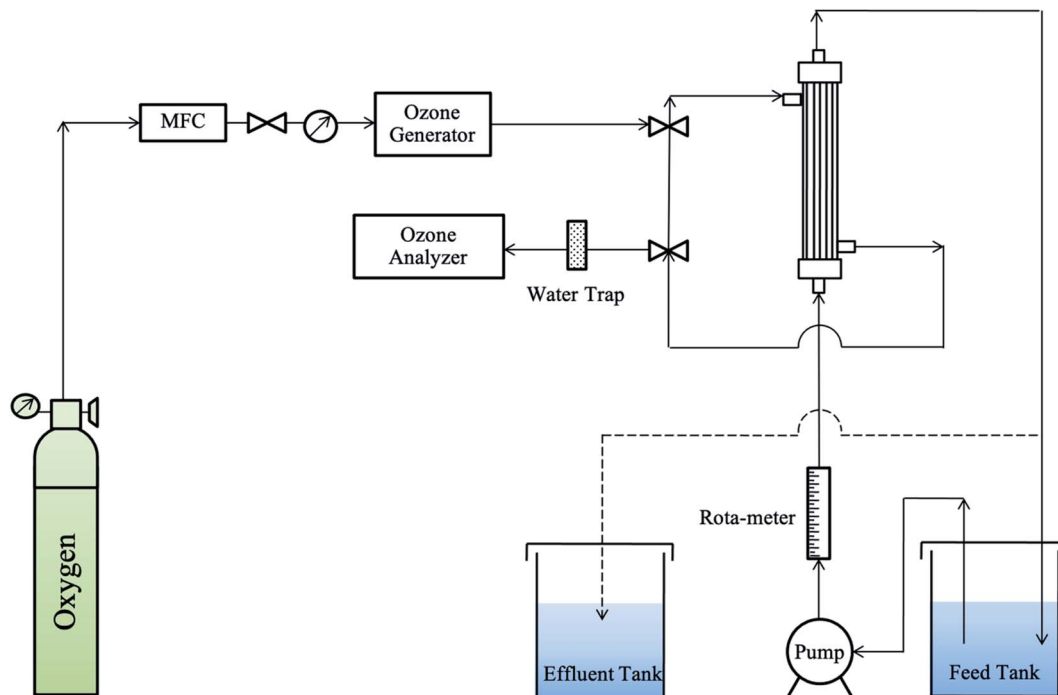 MFC
Ozone
Generator
Ozone
Analyzer
Water Trap
Oxygen
Rota-meter
Pump
Effluent Tank
Feed Tank